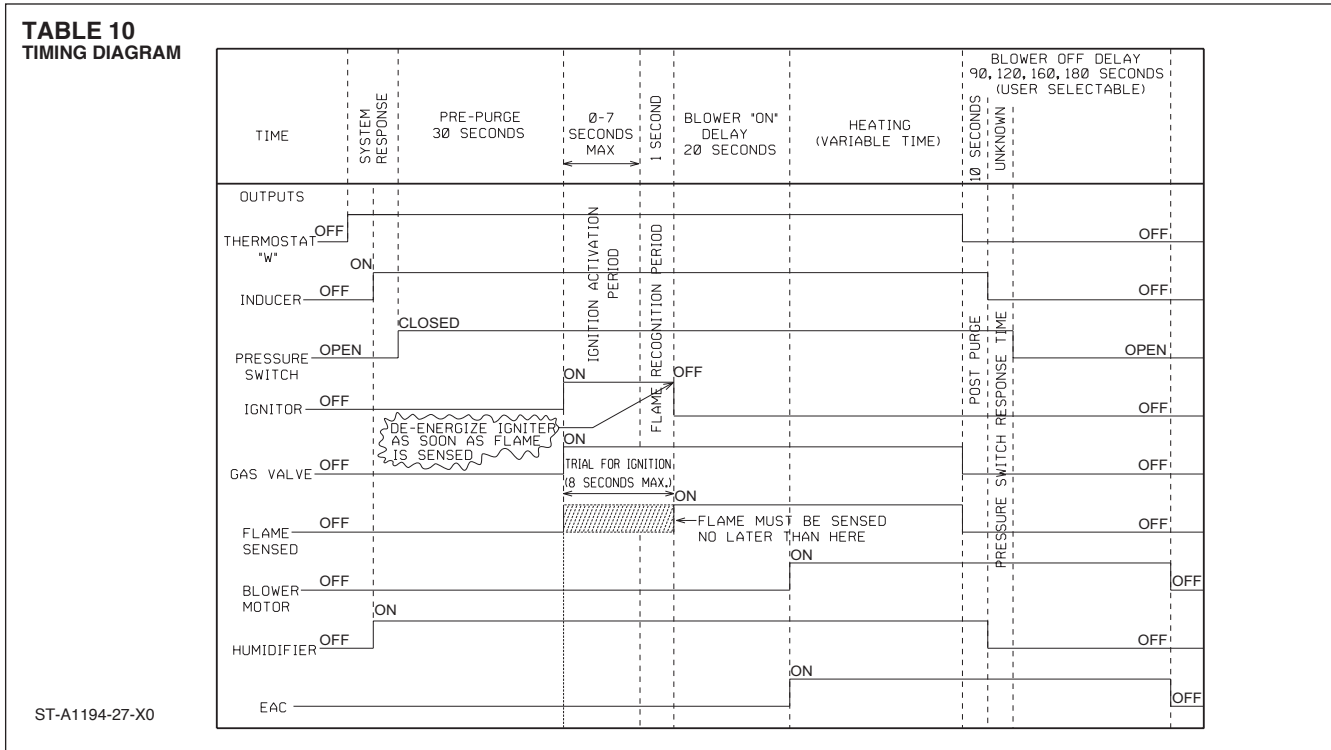 TABLE 10
TIMING DIAGRAM
TIME
SYSTEM
RESPONSE
PRE-PURGE
30 SECONDS
0-7
SECONDS
MAX
1 SECOND
BLOWER "ON"
DELAY
20 SECONDS
HEATING
(VARIABLE TIME)
10 SECONDS
UNKNOWN
BLOWER OFF DELAY
90,120,160,180 SECONDS
(USER SELECTABLE)
OUTPUTS
THERMOSTAT
"W"
OFF
OFF
INDUCER
OFF
ON
OFF
PRESSURE
SWITCH
OPEN
CLOSED
OPEN
IGNITION ACTIVATION
PERIOD
FLAME RECOGNITION PERIOD
POST PURGE
PRESSURE SWITCH RESPONSE TIME
IGNITOR
OFF
ON
OFF
OFF
DE-ENERGIZE IGNITER
AS SOON AS FLAME
IS SENSED
GAS VALVE
OFF
ON
OFF
TRIAL FOR IGNITION
(8 SECONDS MAX.)
FLAME
SENSED
OFF
ON
FLAME MUST BE SENSED
NO LATER THAN HERE
OFF
BLOWER
MOTOR
OFF
ON
OFF
HUMIDIFIER
OFF
ON
OFF
EAC
ON
OFF
ST-A1194-27-X0